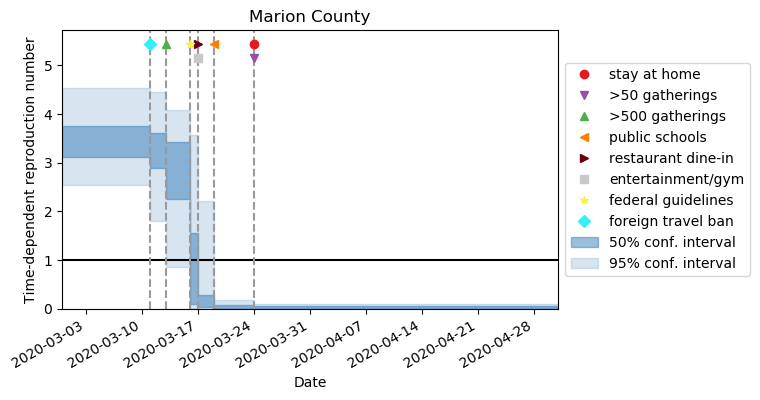 Marion County
Time-dependent reproduction number
5
4
3
2
1
0
2020-03-03
2020-03-10
2020-03-17
2020-03-24
2020-03-31
2020-04-07
2020-04-14
2020-04-21
2020-04-28
Date
stay at home
>50 gatherings
>500 gatherings
public schools
restaurant dine-in
entertainment/gym
federal guidelines
foreign travel ban
50% conf. interval
95% conf. interval